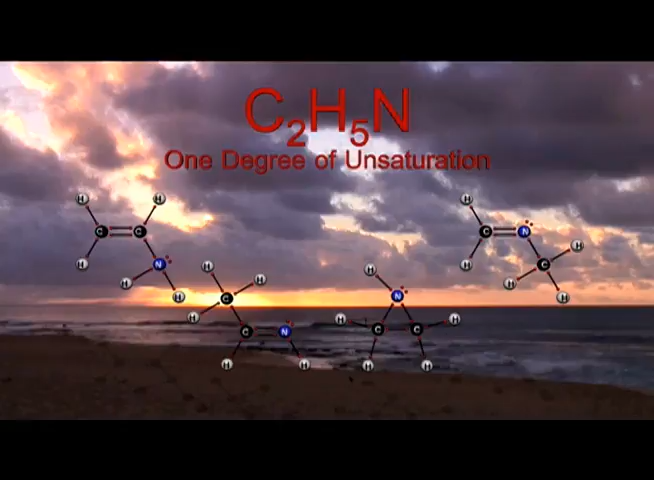 C₂H₅N
One Degree of Unsaturation
H H H
C C C N
H N C H
H H H H H H
C N
H H H
C N C C
H H H H